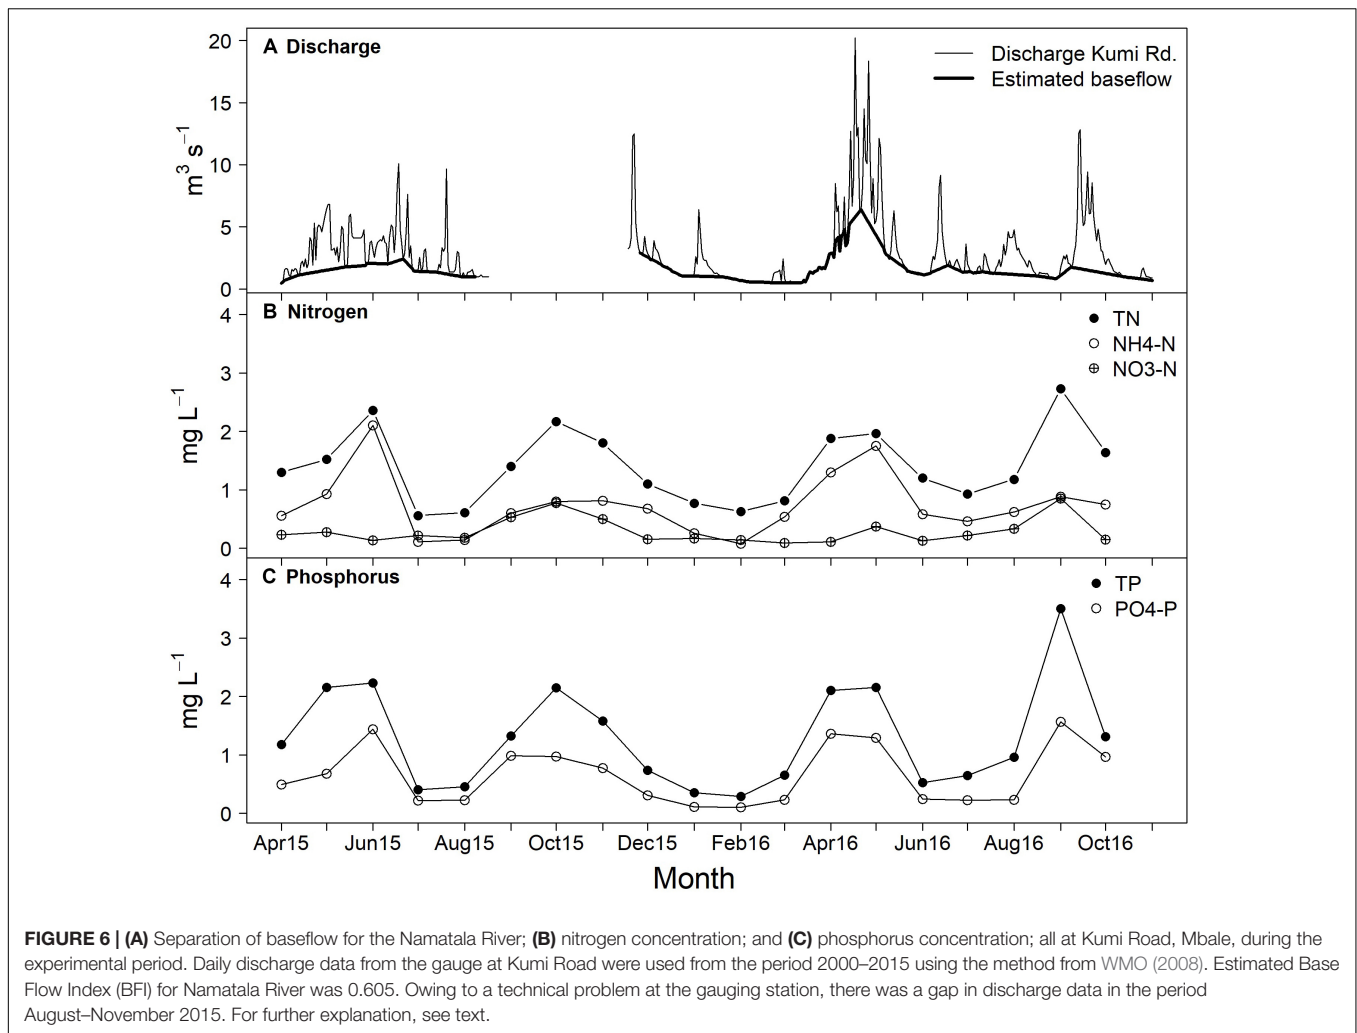 A Discharge
Discharge Kumi Rd.
Estimated baseflow
m³ s⁻¹
20
15
10
5
0
B Nitrogen
TN
NH4-N
NO3-N
mg L⁻¹
4
3
2
1
0
C Phosphorus
TP
PO4-P
mg L⁻¹
4
3
2
1
0
Apr15 Jun15 Aug15 Oct15 Dec15 Feb16 Apr16 Jun16 Aug16 Oct16
Month
FIGURE 6 | (A) Separation of baseflow for the Namatala River; (B) nitrogen concentration; and (C) phosphorus concentration; all at Kumi Road, Mbale, during the
experimental period. Daily discharge data from the gauge at Kumi Road were used from the period 2000–2015 using the method from WMO (2008). Estimated Base
Flow Index (BFI) for Namatala River was 0.605. Owing to a technical problem at the gauging station, there was a gap in discharge data in the period
August–November 2015. For further explanation, see text.